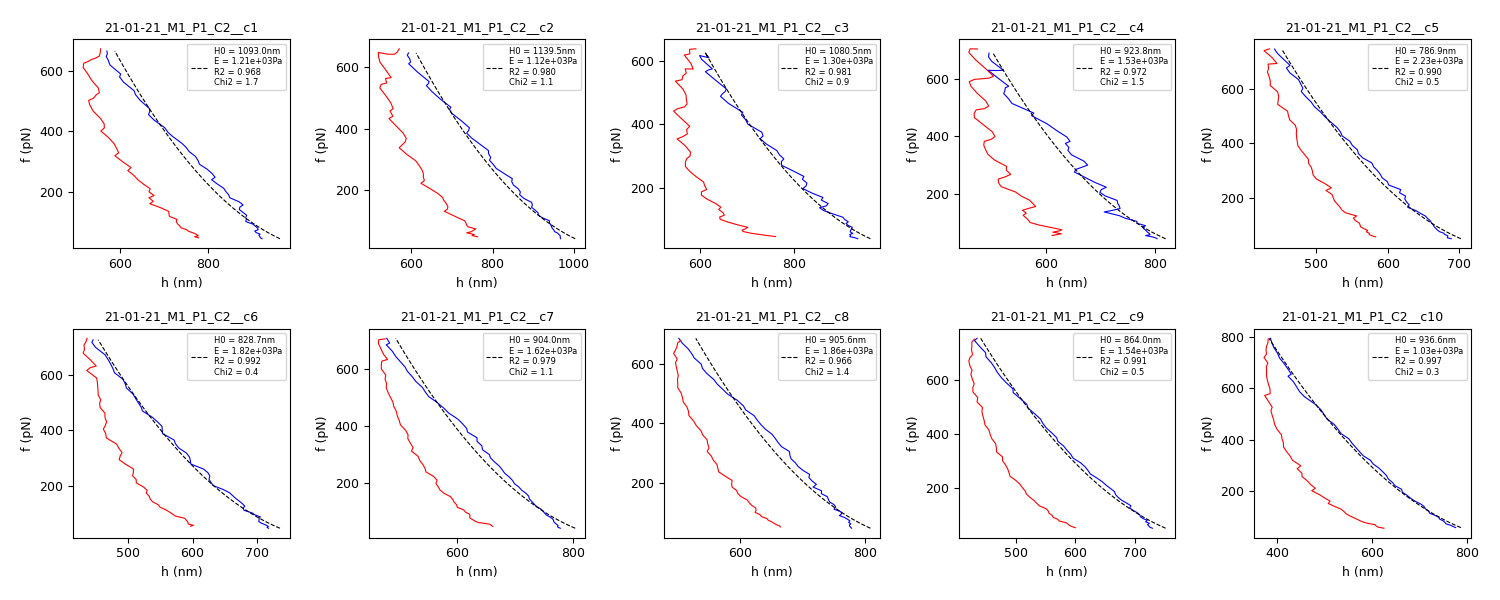 21-01-21_M1_P1_C2__c1
H0 = 1093.0nm
E = 1.21e+03Pa
R2 = 0.968
Chi2 = 1.7
600
400
200
f (pN)
600 800
h (nm)
21-01-21_M1_P1_C2__c2
H0 = 1139.5nm
E = 1.12e+03Pa
R2 = 0.980
Chi2 = 1.1
600
400
200
f (pN)
600 800 1000
h (nm)
21-01-21_M1_P1_C2__c3
H0 = 1080.5nm
E = 1.30e+03Pa
R2 = 0.981
Chi2 = 0.9
600
400
200
f (pN)
600 800
h (nm)
21-01-21_M1_P1_C2__c4
H0 = 923.8nm
E = 1.53e+03Pa
R2 = 0.972
Chi2 = 1.5
600
400
200
f (pN)
600 800
h (nm)
21-01-21_M1_P1_C2__c5
H0 = 786.9nm
E = 2.23e+03Pa
R2 = 0.990
Chi2 = 0.5
600
400
200
f (pN)
500 600 700
h (nm)
21-01-21_M1_P1_C2__c6
H0 = 828.7nm
E = 1.82e+03Pa
R2 = 0.992
Chi2 = 0.4
600
400
200
f (pN)
500 600 700
h (nm)
21-01-21_M1_P1_C2__c7
H0 = 904.0nm
E = 1.62e+03Pa
R2 = 0.979
Chi2 = 1.1
600
400
200
f (pN)
600 800
h (nm)
21-01-21_M1_P1_C2__c8
H0 = 905.6nm
E = 1.86e+03Pa
R2 = 0.966
Chi2 = 1.4
600
400
200
f (pN)
600 800
h (nm)
21-01-21_M1_P1_C2__c9
H0 = 864.0nm
E = 1.54e+03Pa
R2 = 0.991
Chi2 = 0.5
600
400
200
f (pN)
500 600 700
h (nm)
21-01-21_M1_P1_C2__c10
H0 = 936.6nm
E = 1.03e+03Pa
R2 = 0.997
Chi2 = 0.3
800
600
400
200
f (pN)
400 600 800
h (nm)